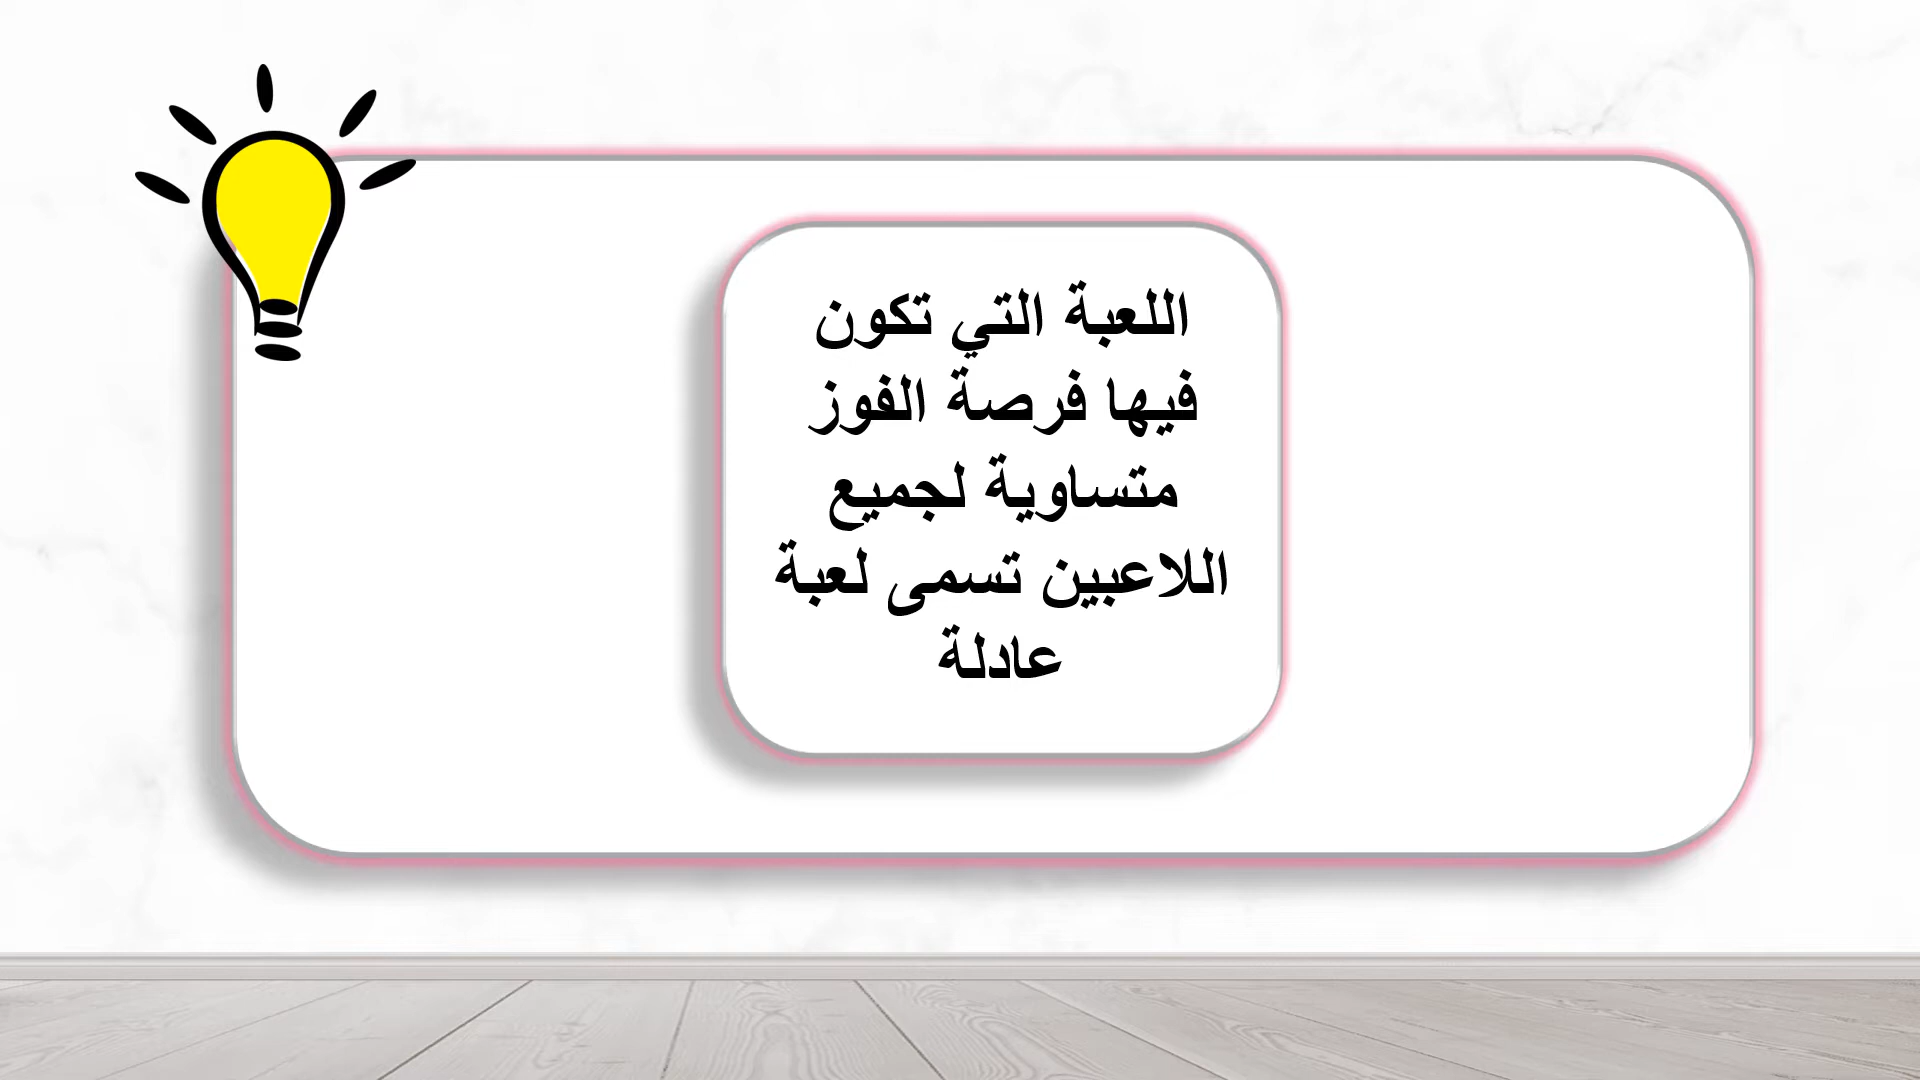 اللعبة التي تكون
فيها فرصة الفوز
متساوية لجميع
اللاعبين تسمى لعبة
عادلة